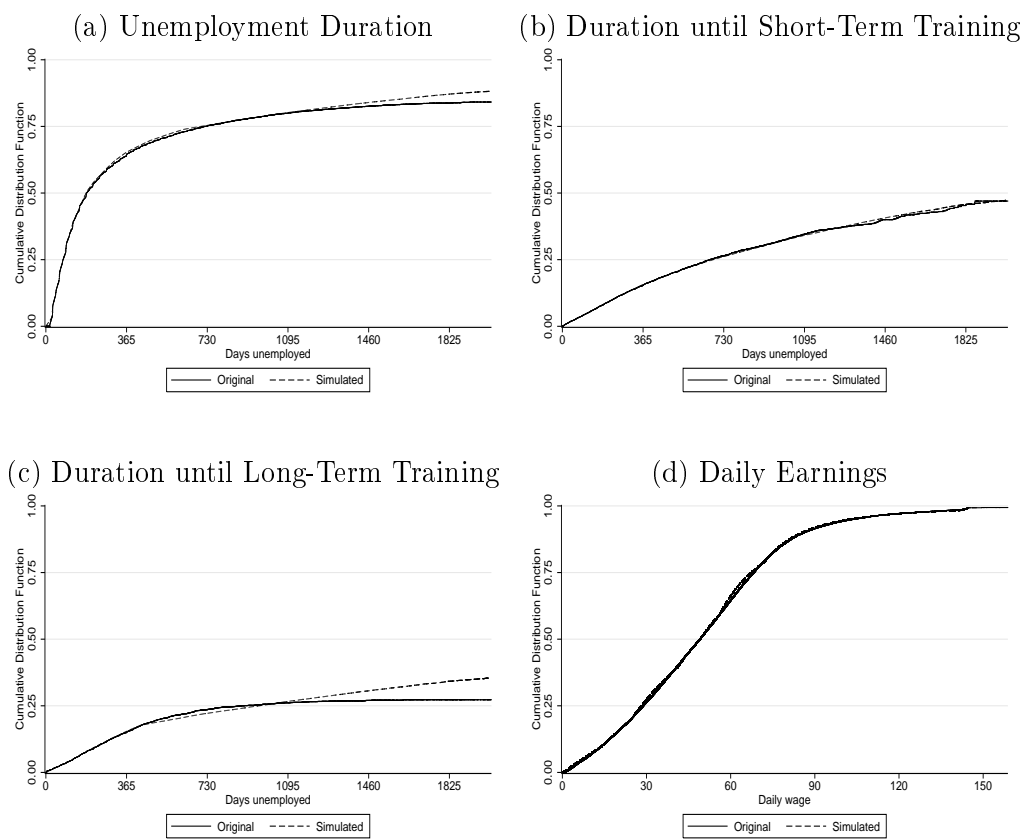 (a) Unemployment Duration
Cumulative Distribution Function
1.00
0.75
0.50
0.25
0.00
0 365 730 1095 1460 1825
Days unemployed
Original Simulated
(b) Duration until Short-Term Training
Cumulative Distribution Function
1.00
0.75
0.50
0.25
0.00
0 365 730 1095 1460 1825
Days unemployed
Original Simulated
(c) Duration until Long-Term Training
Cumulative Distribution Function
1.00
0.75
0.50
0.25
0.00
0 365 730 1095 1460 1825
Days unemployed
Original Simulated
(d) Daily Earnings
Cumulative Distribution Function
1.00
0.75
0.50
0.25
0.00
0 30 60 90 120 150
Daily wage
Original Simulated